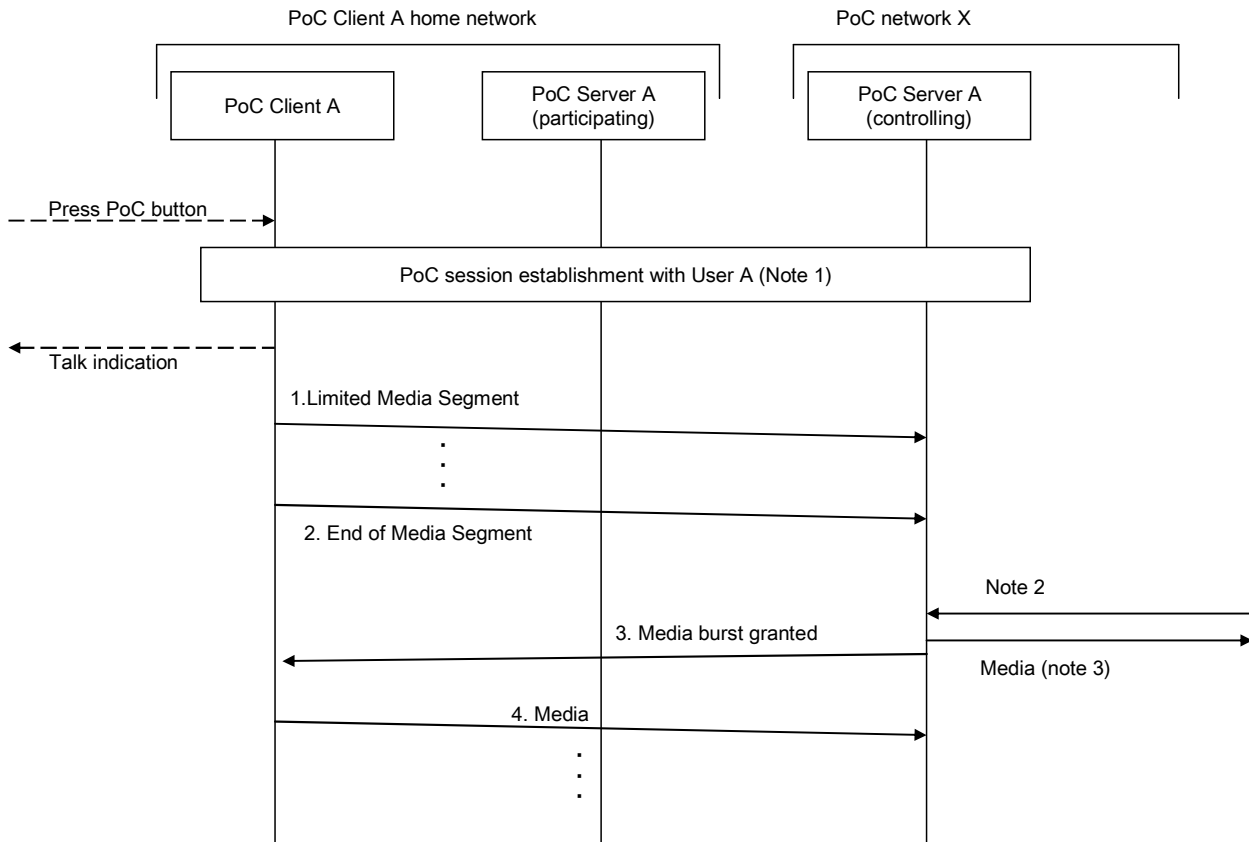 PoC Client A home network
PoC network X
PoC Client A
PoC Server A
(participating)
PoC Server A
(controlling)
Press PoC button
PoC session establishment with User A (Note 1)
Talk indication
1.Limited Media Segment
2. End of Media Segment
Note 2
3. Media burst granted
Media (note 3)
4. Media